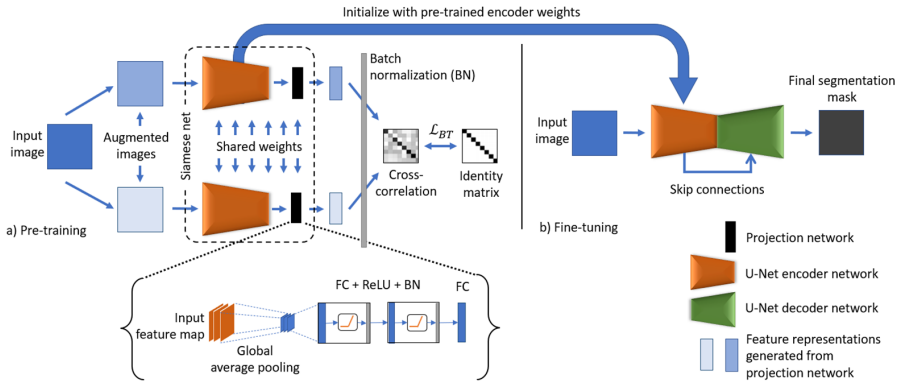 Initialize with pre-trained encoder weights
Siamese net
Batch
normalization (BN)
Input
image
Augmented
images
Shared weights
ℒBT
Cross-
correlation
Identity
matrix
a) Pre-training
Input
image
Final segmentation
mask
Skip connections
b) Fine-tuning
Input
feature map
Global
average pooling
FC + ReLU + BN
FC
Projection network
U-Net encoder network
U-Net decoder network
Feature representations
generated from
projection network